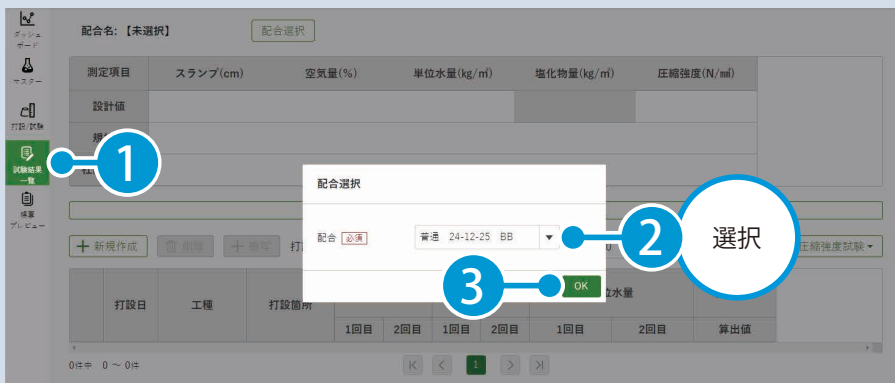 ダッシュ
ボード
マスター
打設/試験
試験結果
一覧
帳票
プレビュー
配合名:【未選択】
配合選択
測定項目 スランプ(cm) 空気量(%) 単位水量(kg/㎥) 塩化物量(kg/㎥) 圧縮強度(N/㎟)
設計値
規
社
1
配合選択
配合 必須 普通 24-12-25 BB
2
選択
3
OK
新規作成 削除 複写 打 圧縮強度試験
打設日 工種 打設箇所 位水量
1回目 2回目 1回目 2回目 1回目 2回目 算出値
0件中 0 ～ 0件
1